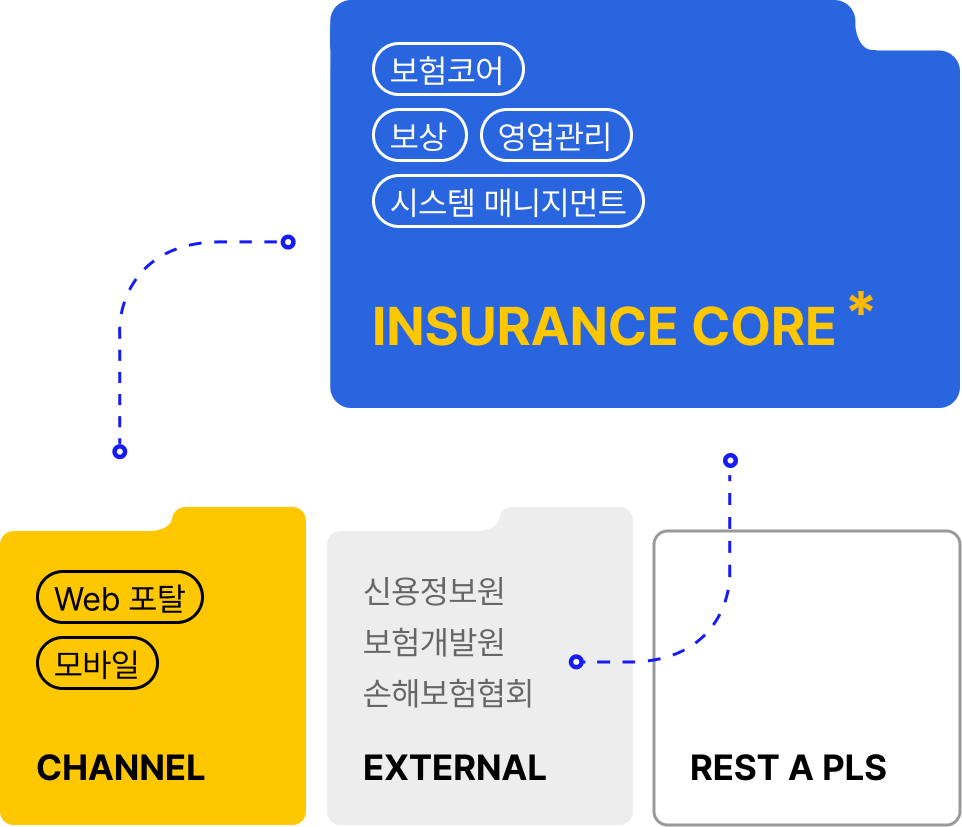 보험코어
보상 영업관리
시스템 매니지먼트
INSURANCE CORE *
Web 포탈
모바일
CHANNEL
신용정보원
보험개발원
손해보험협회
EXTERNAL
REST A PLS